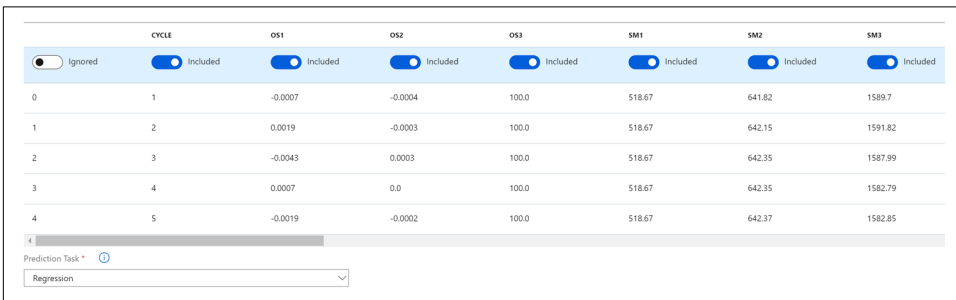 CYCLE OS1 OS2 OS3 SM1 SM2 SM3
Ignored Included Included Included Included Included Included Included
0 1 -0.0007 -0.0004 100.0 518.67 641.82 1589.7
1 2 0.0019 -0.0003 100.0 518.67 642.15 1591.82
2 3 -0.0043 0.0003 100.0 518.67 642.35 1587.99
3 4 0.0007 0.0 100.0 518.67 642.35 1582.79
4 5 -0.0019 -0.0002 100.0 518.67 642.37 1582.85
Prediction Task *
Regression